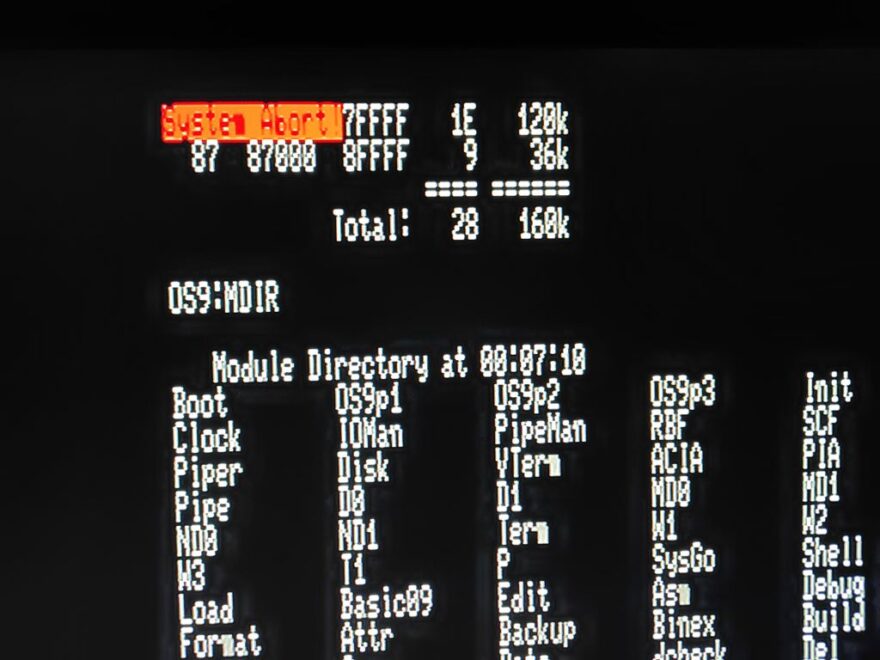 System Abort! 7FFFF 1E 120k
87 87000 8FFFF 9 36k
==== ======
Total: 28 160k
OS9:MDIR
Module Directory at 00:07:10
Boot OS9p1 OS9p2 OS9p3 Init
Clock IOMan PipeMan RBF SCF
Piper Disk VTerm ACIA PIA
Pipe D0 D1 MD0 MD1
ND0 ND1 Term W1 W2
W3 T1 P SysGo Shell
Load Basic09 Edit Asm Debug
Format Attr Backup Binex Build
dcheck Del